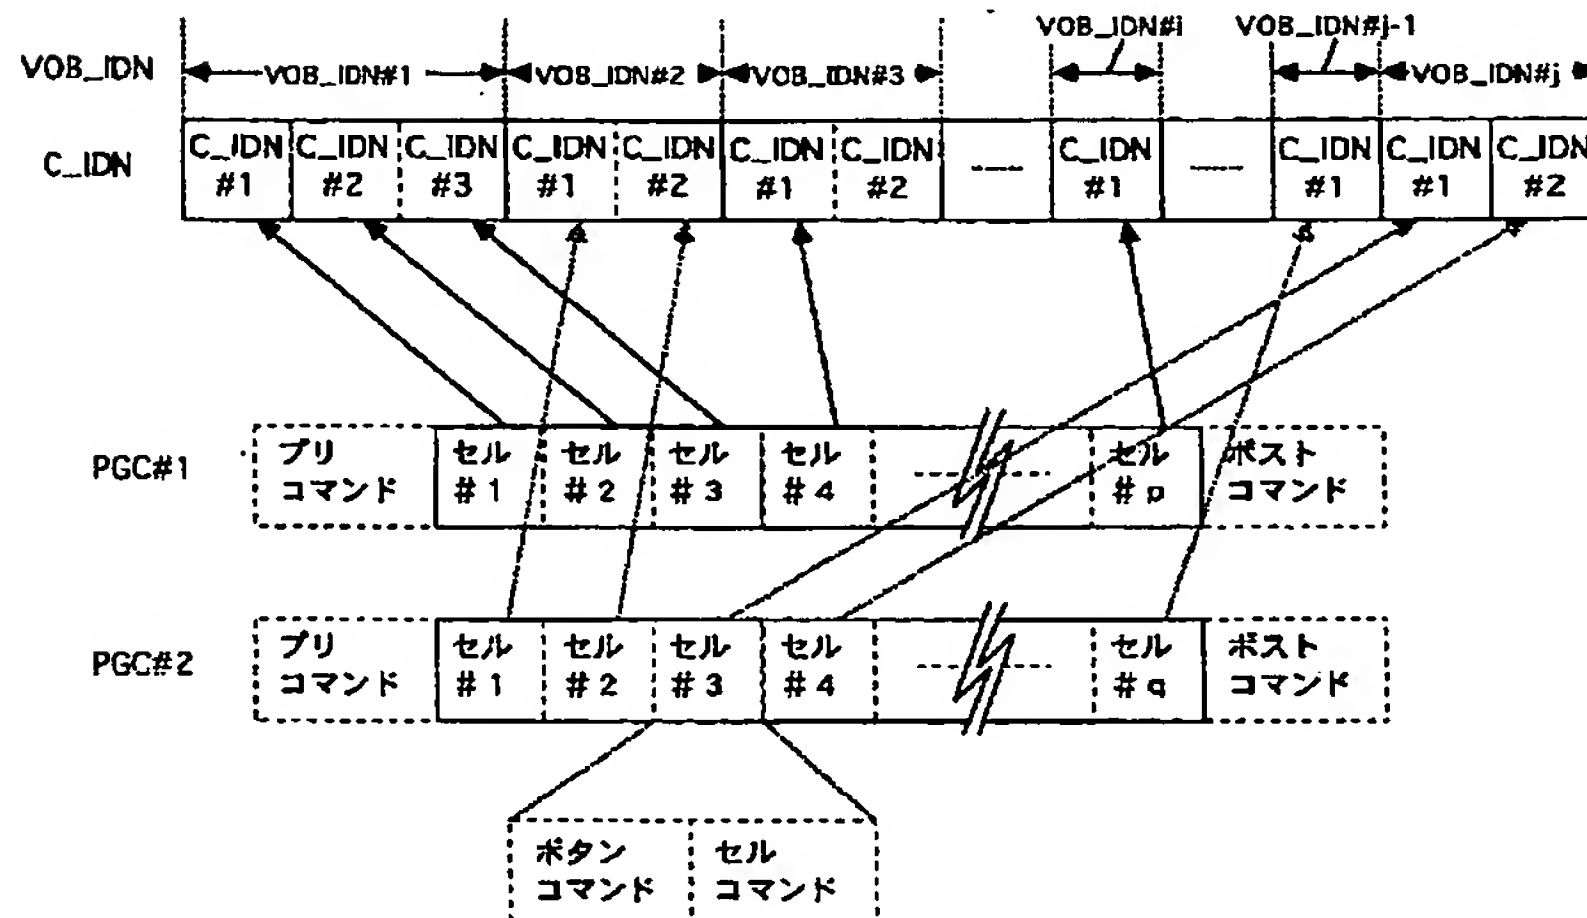 VOB_IDN#i VOB_IDN#j-1
VOB_IDN VOB_IDN#1 VOB_IDN#2 VOB_IDN#3 VOB_IDN#j
C_IDN C_IDN C_IDN C_IDN C_IDN C_IDN C_IDN C_IDN C_IDN C_IDN C_IDN C_IDN
#1 #2 #3 #1 #2 #1 #2 #1 #1 #1 #2
PGC#1 プリ セル セル セル セル セル ポスト
コマンド #1 #2 #3 #4 #p コマンド
PGC#2 プリ セル セル セル セル セル ポスト
コマンド #1 #2 #3 #4 #q コマンド
ボタン セル
コマンド コマンド